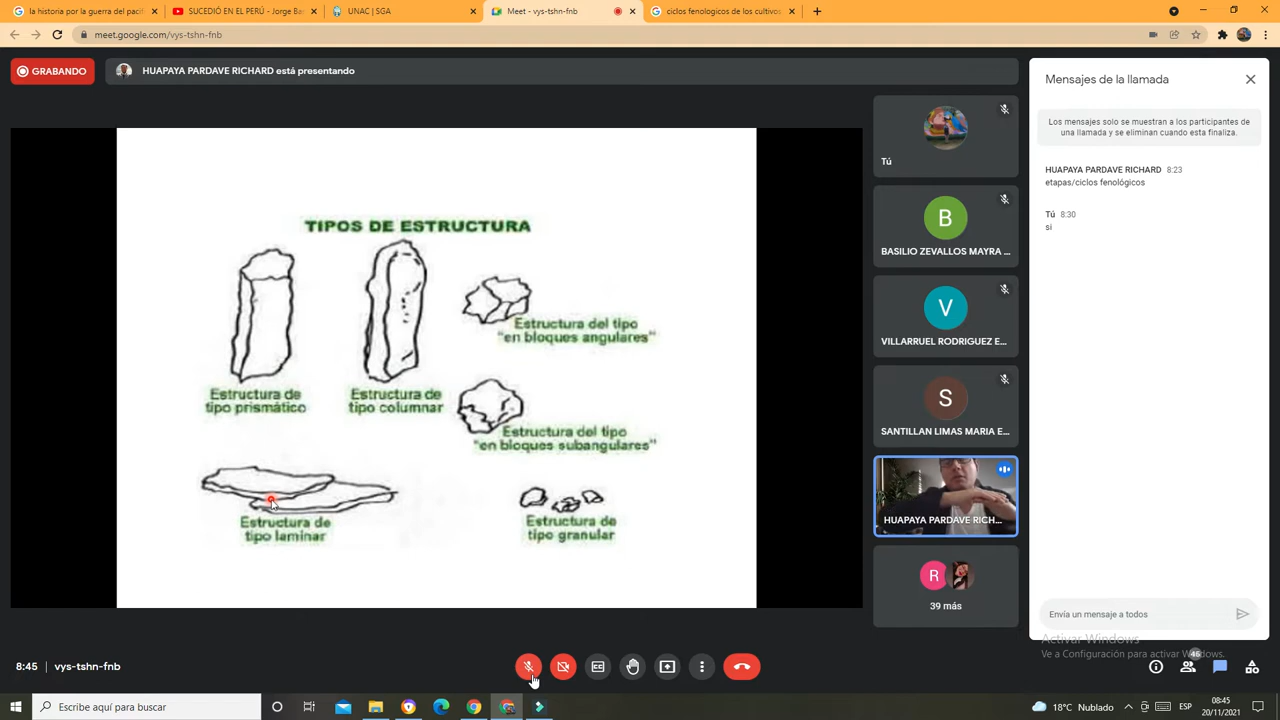 la historia por la guerra del pacif
SUCEDIÓ EN EL PERÚ - Jorge Ba
UNAC | SGA
Meet - vys-tshn-fnb
ciclos fenologicos de los cultivo
meet.google.com/vys-tshn-fnb
GRABANDO
HUAPAYA PARDAVE RICHARD está presentando
TIPOS DE ESTRUCTURA
Estructura de
tipo prismático
Estructura de
tipo columnar
Estructura del tipo
"en bloques angulares"
Estructura del tipo
"en bloques subangulares"
Estructura de
tipo laminar
Estructura de
tipo granular
Tú
B
BASILIO ZEVALLOS MAYRA ...
V
VILLARRUEL RODRIGUEZ E...
S
SANTILLAN LIMAS MARIA E...
HUAPAYA PARDAVE RICH...
R
39 más
Mensajes de la llamada
Los mensajes solo se muestran a los participantes de
una llamada y se eliminan cuando esta finaliza.
HUAPAYA PARDAVE RICHARD 8:23
etapas/ciclos fenológicos
Tú 8:30
si
Envía un mensaje a todos
Activar Windows
Ve a Configuración para activar Windows.
8:45 vys-tshn-fnb
46
Escribe aquí para buscar
18°C Nublado
ESP
08:45
20/11/2021